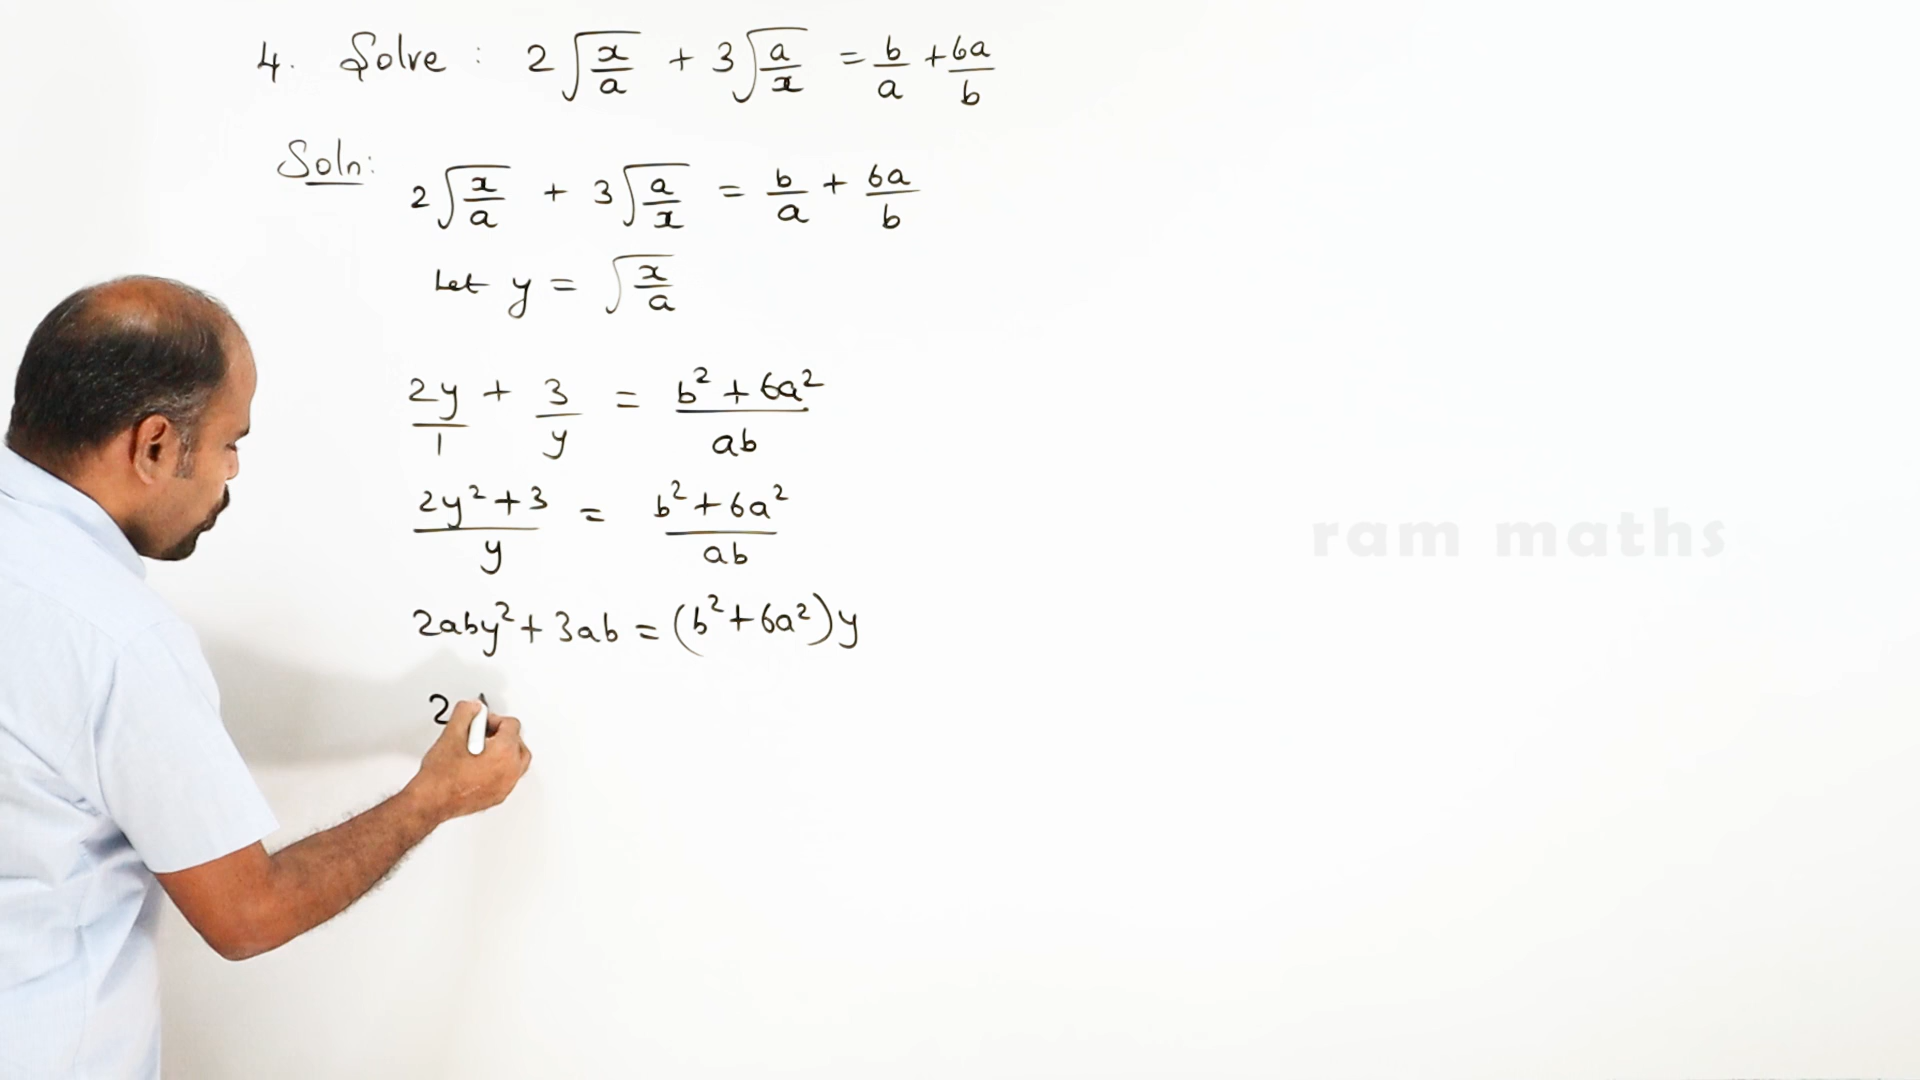 4. Solve : 2√(x/a) + 3√(a/x) = b/a + 6a/b
Soln: 2√(x/a) + 3√(a/x) = b/a + 6a/b
Let y = √(x/a)
2y/1 + 3/y = (b² + 6a²)/ab
(2y² + 3)/y = (b² + 6a²)/ab
ram maths
2aby² + 3ab = (b² + 6a²)y
2